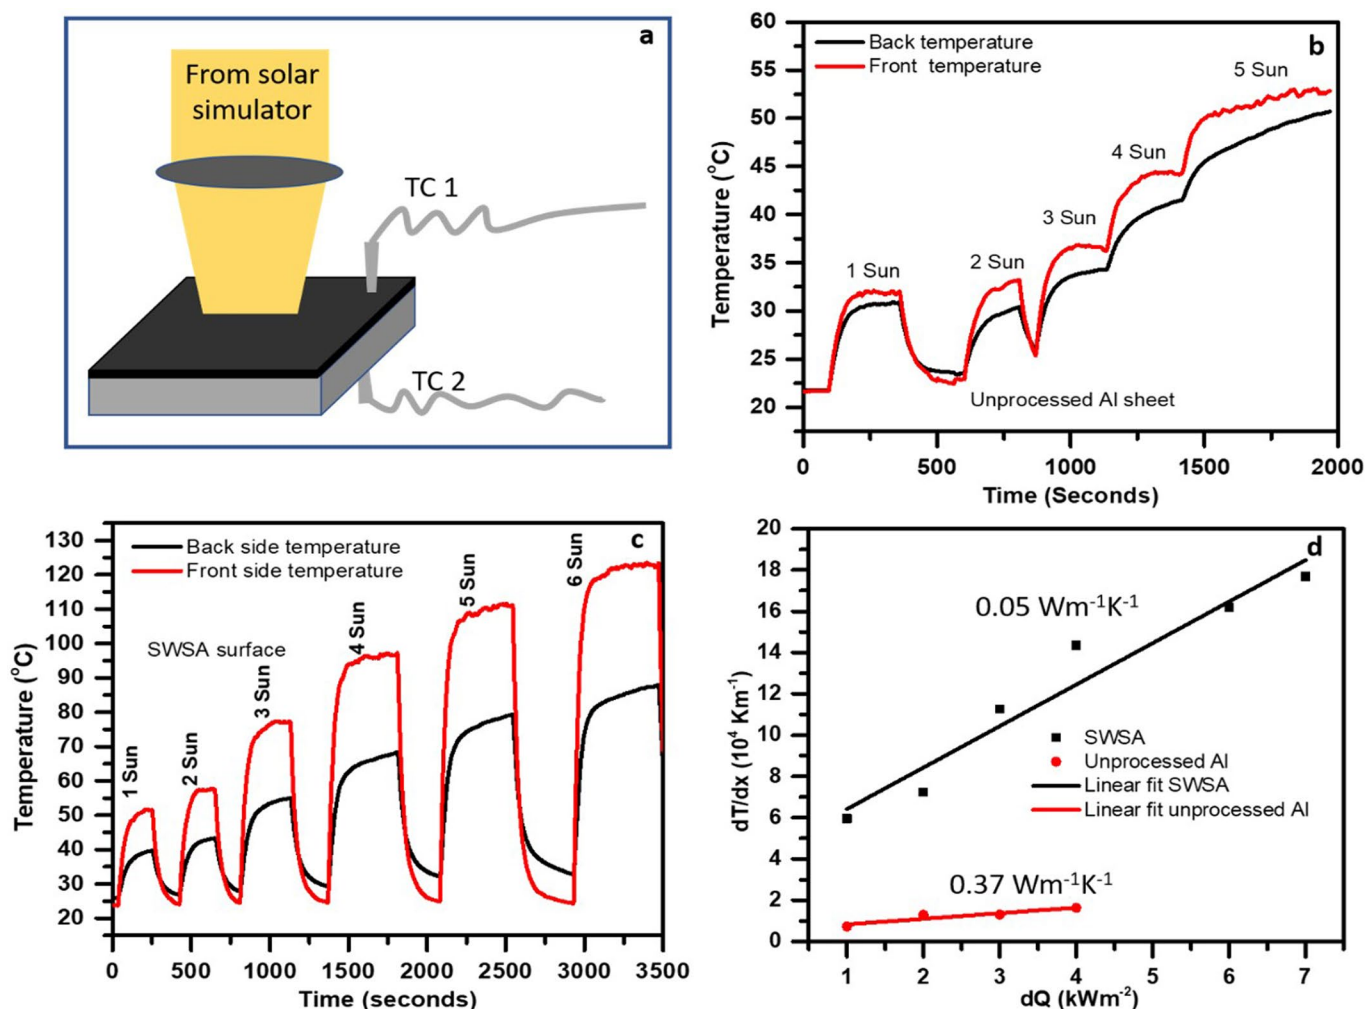 a
From solar
simulator
TC 1
TC 2
b
Back temperature
Front temperature
1 Sun
2 Sun
3 Sun
4 Sun
5 Sun
Unprocessed Al sheet
Temperature (°C)
60
55
50
45
40
35
30
25
20
0 500 1000 1500 2000
Time (Seconds)
c
Back side temperature
Front side temperature
SWSA surface
1 Sun
2 Sun
3 Sun
4 Sun
5 Sun
6 Sun
Temperature (°C)
130
120
110
100
90
80
70
60
50
40
30
20
0 500 1000 1500 2000 2500 3000 3500
Time (seconds)
d
0.05 Wm⁻¹K⁻¹
SWSA
Unprocessed Al
Linear fit SWSA
Linear fit unprocessed Al
0.37 Wm⁻¹K⁻¹
dT/dx (10⁴ Km⁻¹)
20
18
16
14
12
10
8
6
4
2
0
1 2 3 4 5 6 7
dQ (kWm⁻²)